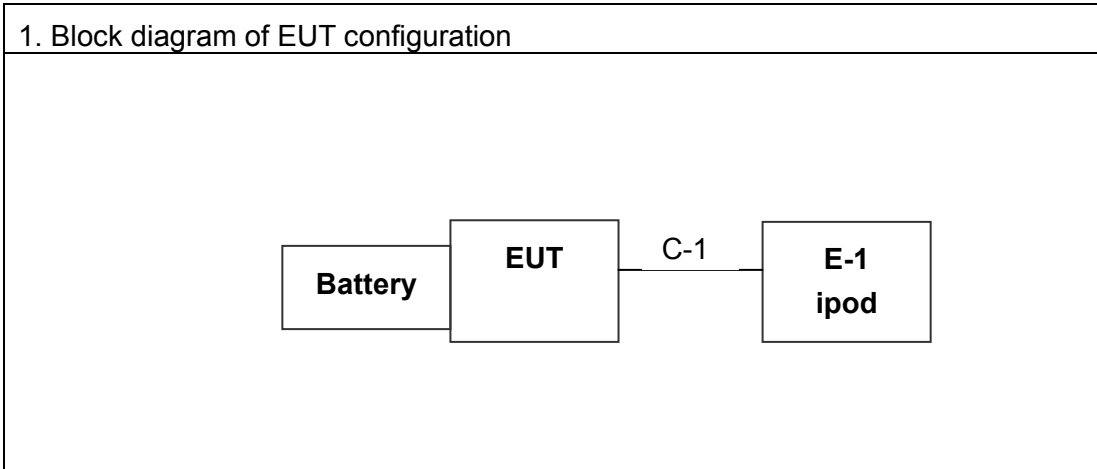 1. Block diagram of EUT configuration
Battery
EUT
C-1
E-1
ipod